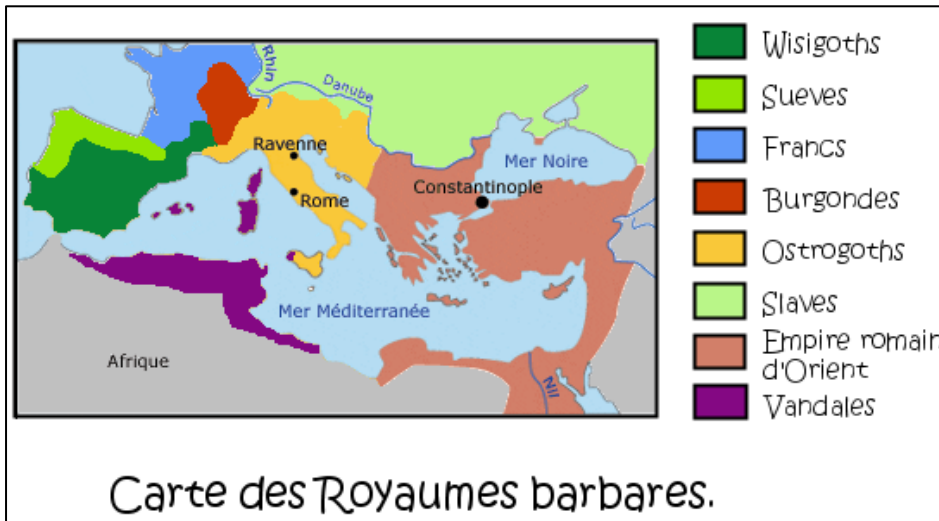 Rhin
Danube
Ravenne
Mer Noire
Constantinople
Rome
Mer Méditerranée
Afrique
Nil
Wisigoths
Sueves
Francs
Burgondes
Ostrogoths
Slaves
Empire romain
d'Orient
Vandales
Carte des Royaumes barbares.